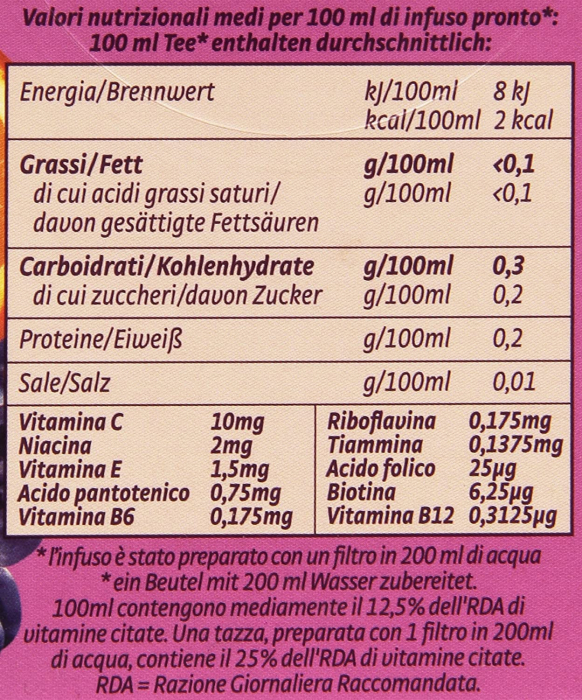 Valori nutrizionali medi per 100 ml di infuso pronto*:
100 ml Tee* enthalten durchschnittlich:
Energia/Brennwert kJ/100ml 8 kJ
kcal/100ml 2 kcal
Grassi/Fett g/100ml <0,1
di cui acidi grassi saturi/ g/100ml <0,1
davon gesättigte Fettsäuren
Carboidrati/Kohlenhydrate g/100ml 0,3
di cui zuccheri/davon Zucker g/100ml 0,2
Proteine/Eiweiß g/100ml 0,2
Sale/Salz g/100ml 0,01
Vitamina C 10mg Riboflavina 0,175mg
Niacina 2mg Tiammina 0,1375mg
Vitamina E 1,5mg Acido folico 25µg
Acido pantotenico 0,75mg Biotina 6,25µg
Vitamina B6 0,175mg Vitamina B12 0,3125µg
*l'infuso è stato preparato con un filtro in 200 ml di acqua
*ein Beutel mit 200 ml Wasser zubereitet.
100ml contengono mediamente il 12,5% dell'RDA di
vitamine citate. Una tazza, preparata con 1 filtro in 200ml
di acqua, contiene il 25% dell'RDA di vitamine citate.
RDA = Razione Giornaliera Raccomandata.